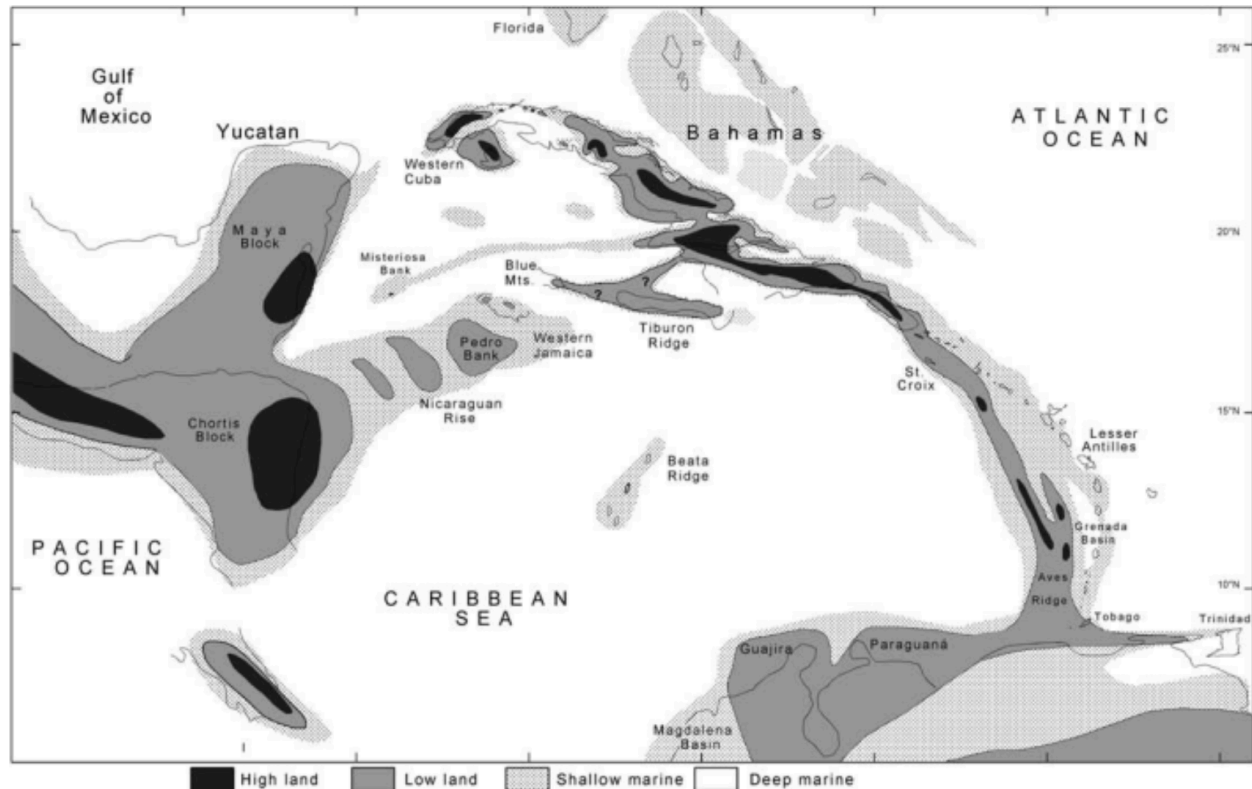 Florida
25°N
Gulf
of
Mexico
ATLANTIC
OCEAN
Yucatan
Bahamas
Western
Cuba
Maya
Block
20°N
Misteriosa
Bank
Blue
Mts.
?
?
Tiburon
Ridge
Pedro
Bank
Western
Jamaica
St.
Croix
Nicaraguan
Rise
15°N
Chortis
Block
Lesser
Antilles
Beata
Ridge
Grenada
Basin
PACIFIC
OCEAN
Aves
Ridge
10°N
CARIBBEAN
SEA
Tobago
Trinidad
Guajira
Paraguaná
Magdalena
Basin
High land
Low land
Shallow marine
Deep marine